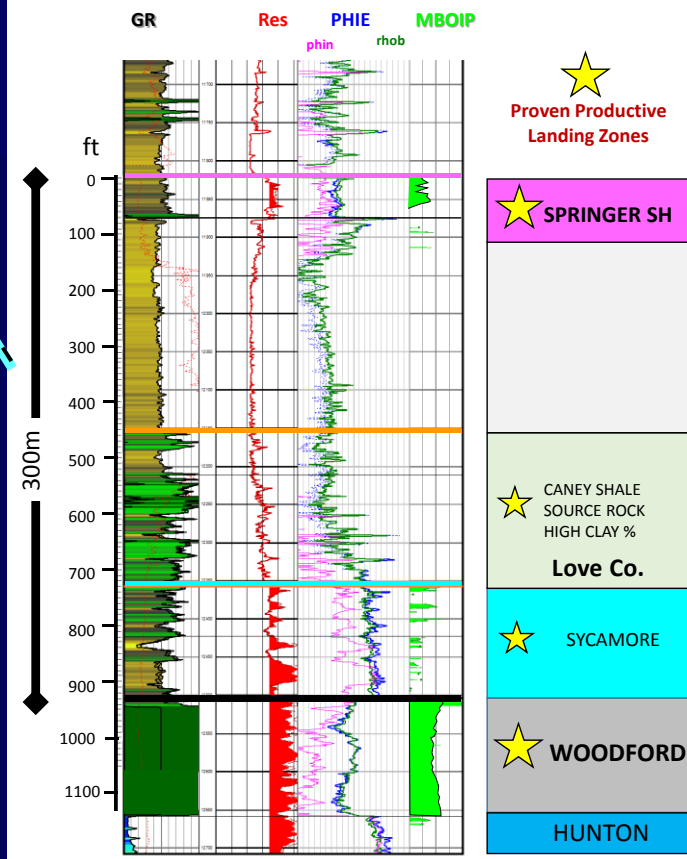 GR Res PHIE MBOIP
phin rhob
Proven Productive
Landing Zones
ft
0
100
200
300
400
500
600
700
800
900
1000
1100
300m
SPRINGER SH
CANEY SHALE
SOURCE ROCK
HIGH CLAY %
Love Co.
SYCAMORE
WOODFORD
HUNTON